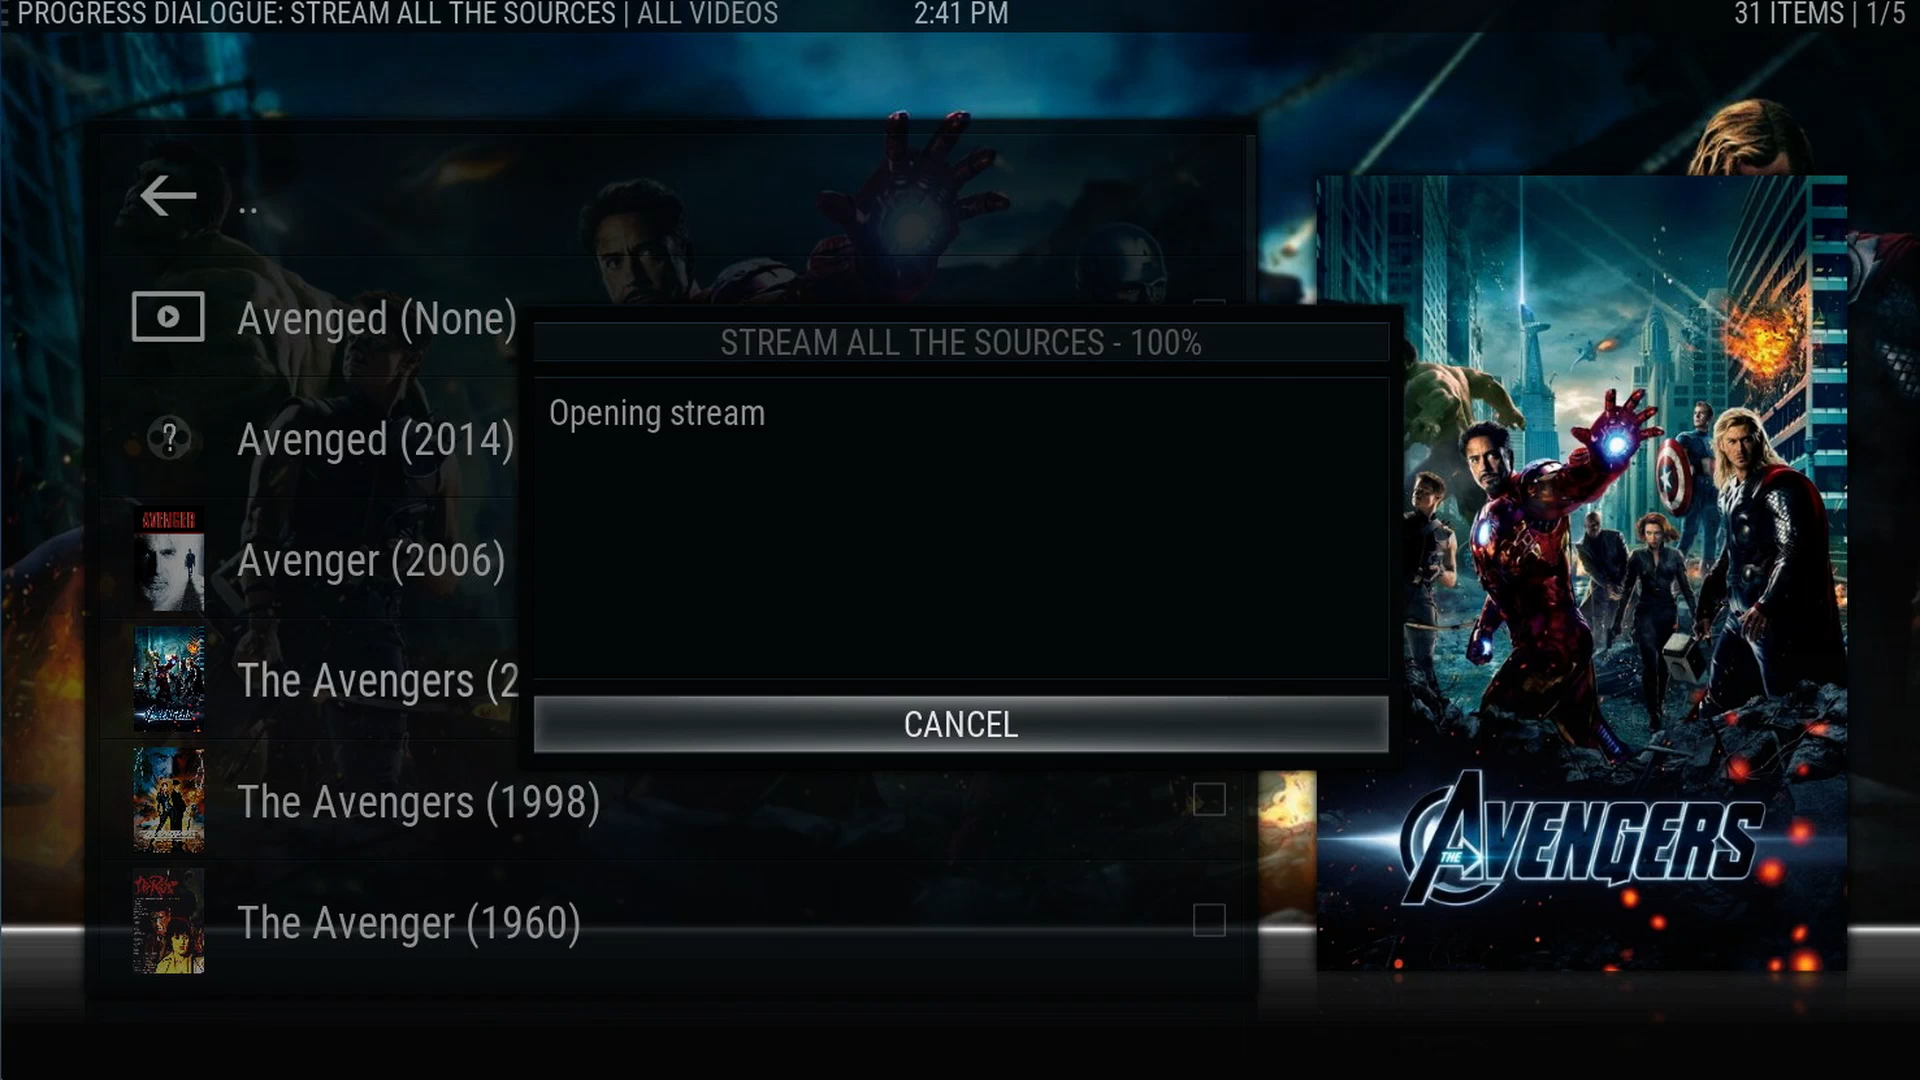 PROGRESS DIALOGUE: STREAM ALL THE SOURCES | ALL VIDEOS
2:41 PM
31 ITEMS | 1/5
..
Avenged (None)
Avenged (2014)
AVENGER
Avenger (2006)
The Avengers (2
The Avengers (1998)
The Avenger (1960)
STREAM ALL THE SOURCES - 100%
Opening stream
CANCEL
THE AVENGERS